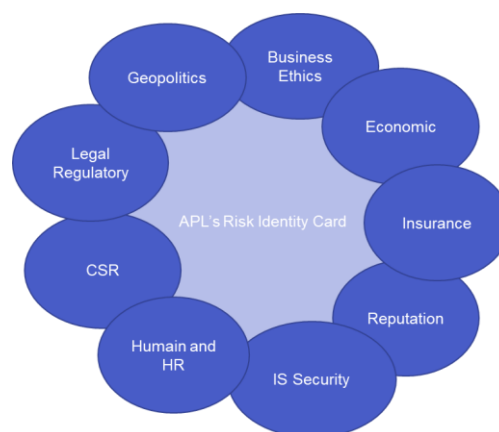 Business
Ethics
Geopolitics
Economic
Legal
Regulatory
APL's Risk Identity Card
Insurance
CSR
Reputation
Humain and
HR
IS Security